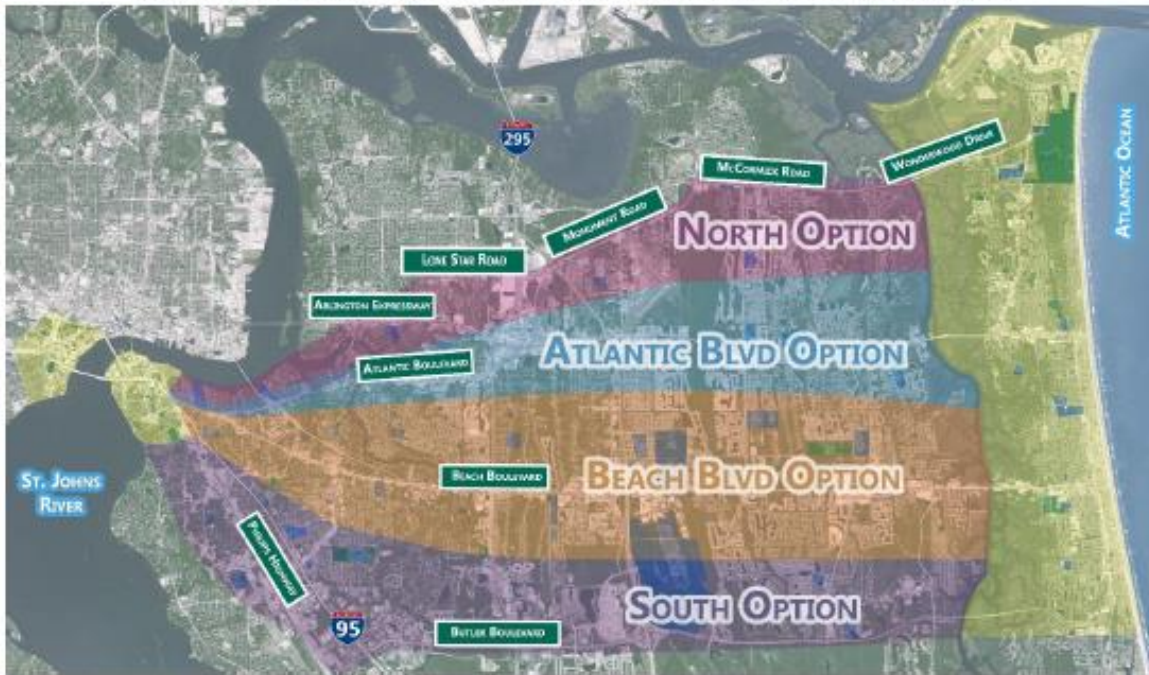 295
McCormick Road
Wonderwood Drive
Atlantic Ocean
Monument Road
North Option
Lone Star Road
Arlington Expressway
Atlantic Boulevard
Atlantic Blvd Option
Beach Boulevard
Beach Blvd Option
St. Johns
River
Philips Highway
South Option
95
Butler Boulevard